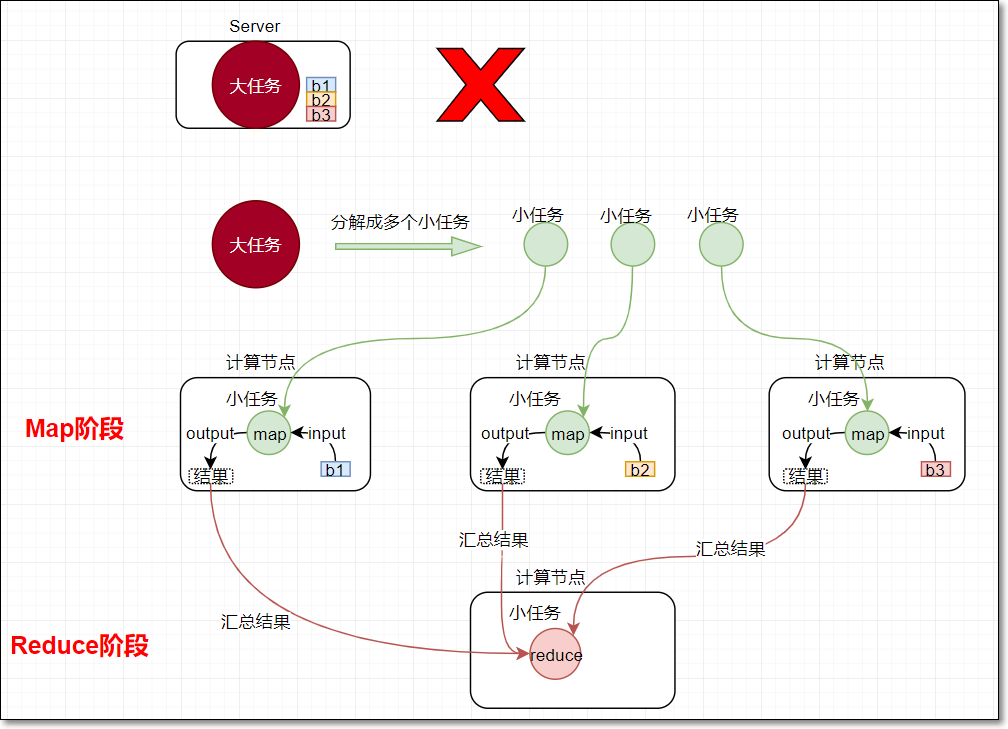 Server
大任务
b1
b2
b3
大任务
分解成多个小任务
小任务
小任务
小任务
计算节点
计算节点
计算节点
Map阶段
小任务
output
map
input
结果
b1
小任务
output
map
input
结果
b2
小任务
output
map
input
结果
b3
汇总结果
汇总结果
汇总结果
计算节点
Reduce阶段
小任务
reduce